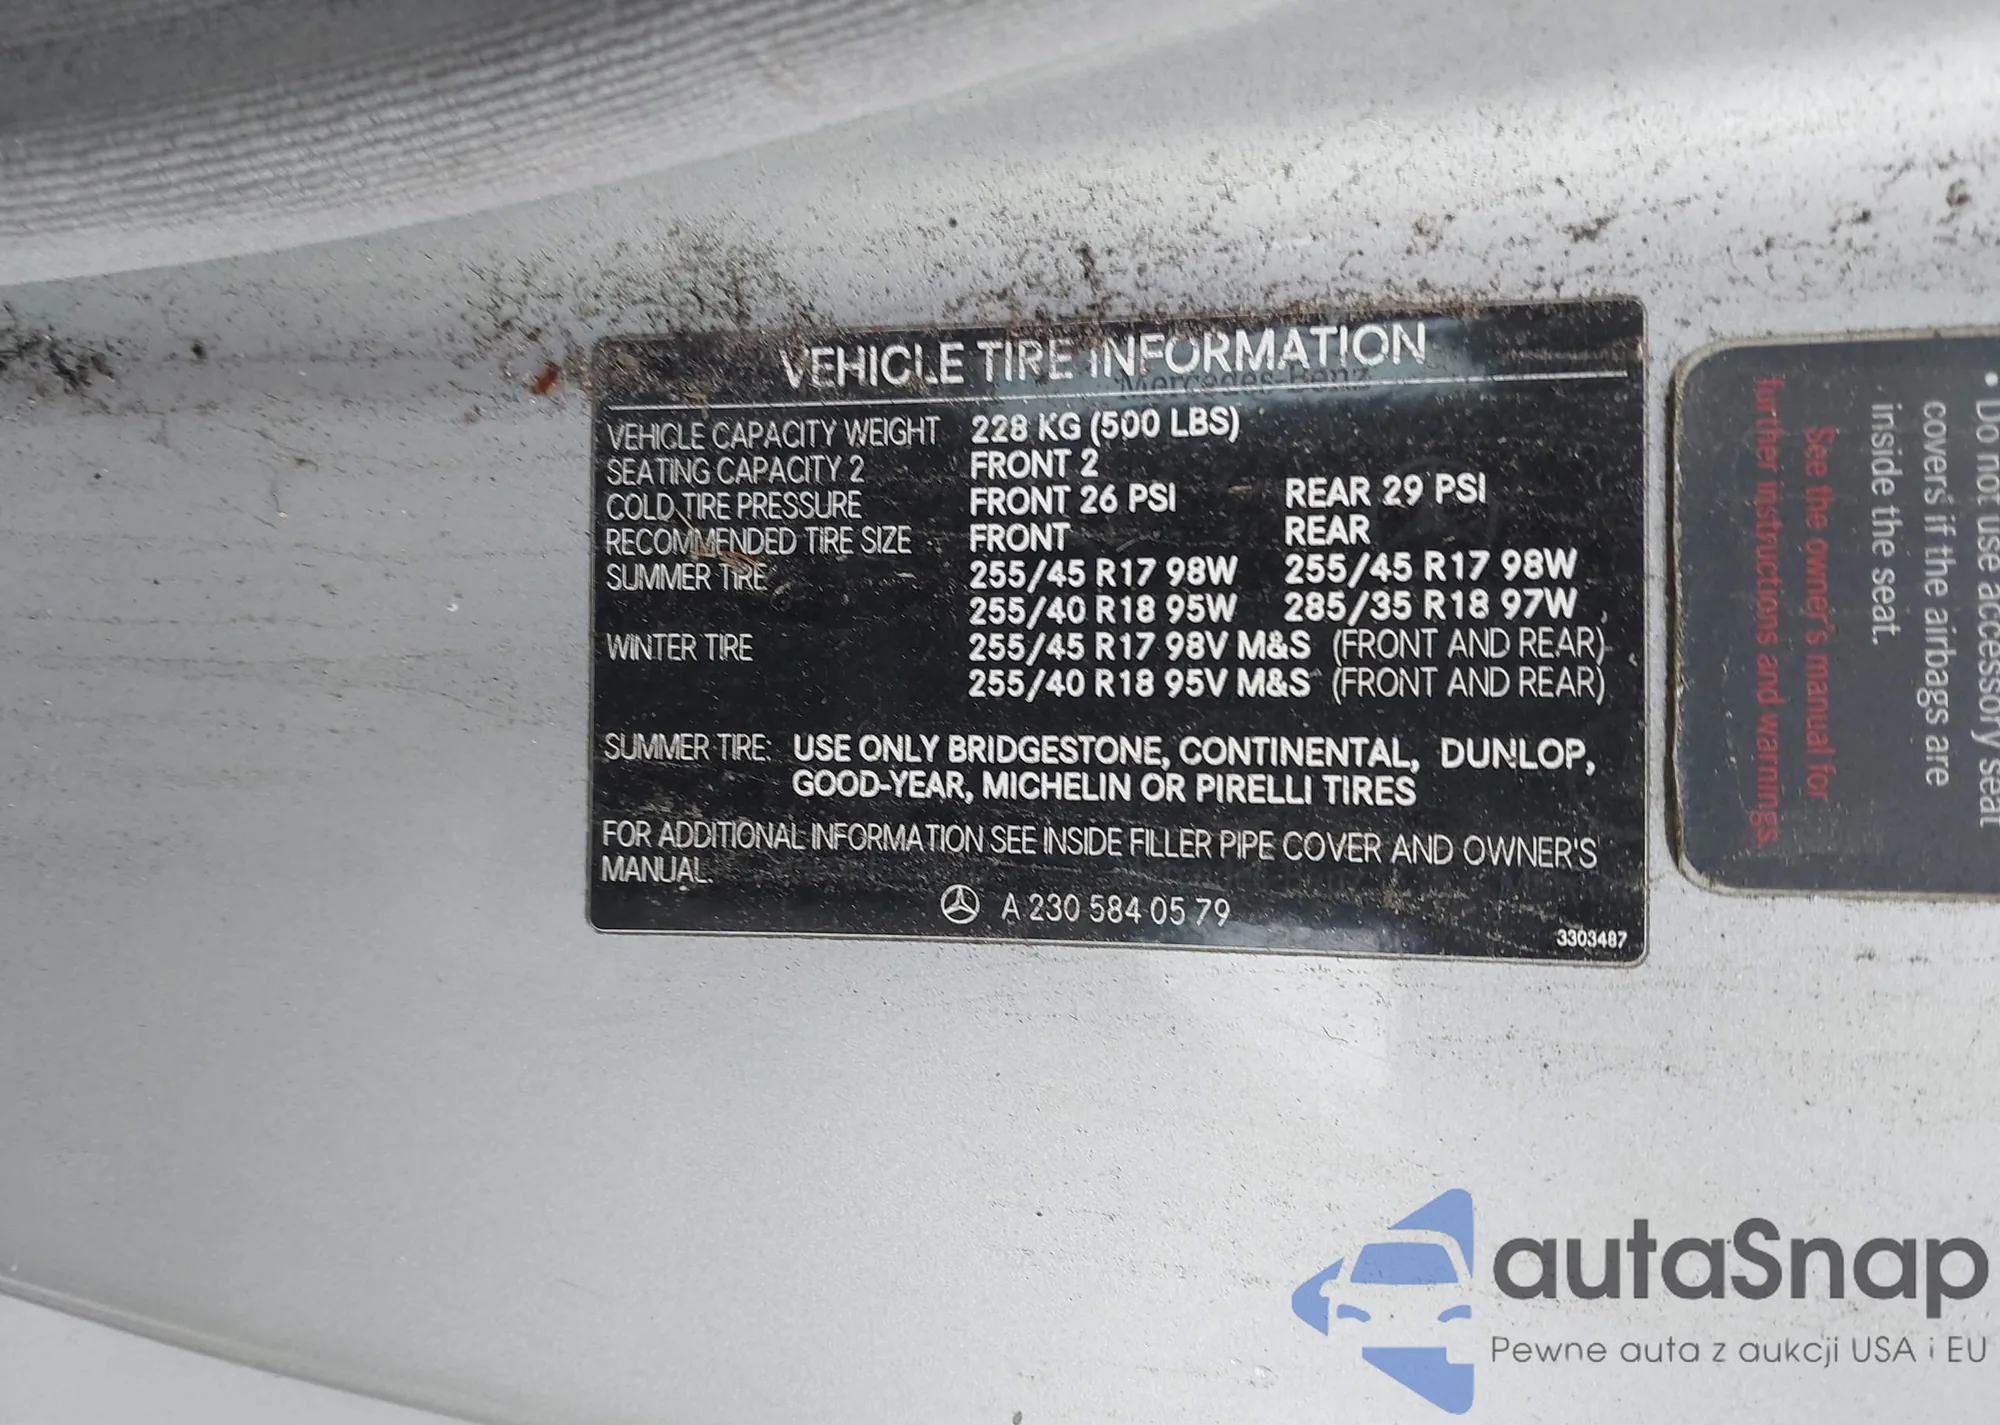 VEHICLE TIRE INFORMATION
Mercedes-Benz
VEHICLE CAPACITY WEIGHT 228 KG (500 LBS)
SEATING CAPACITY 2 FRONT 2
COLD TIRE PRESSURE FRONT 26 PSI REAR 29 PSI
RECOMMENDED TIRE SIZE FRONT REAR
SUMMER TIRE 255/45 R17 98W 255/45 R17 98W
255/40 R18 95W 285/35 R18 97W
WINTER TIRE 255/45 R17 98V M&S (FRONT AND REAR)
255/40 R18 95V M&S (FRONT AND REAR)
SUMMER TIRE: USE ONLY BRIDGESTONE, CONTINENTAL, DUNLOP,
GOOD-YEAR, MICHELIN OR PIRELLI TIRES
FOR ADDITIONAL INFORMATION SEE INSIDE FILLER PIPE COVER AND OWNER'S
MANUAL.
A 230 584 05 79
3303487
• Do not use accessory seat
covers if the airbags are
inside the seat.
See the owner's manual for
further instructions and warnings.
autaSnap
Pewne auta z aukcji USA i EU